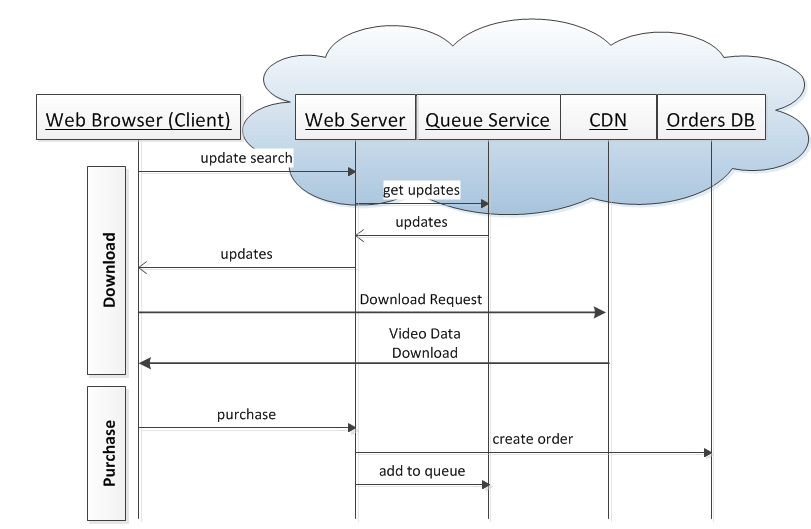 Web Browser (Client)
Web Server
Queue Service
CDN
Orders DB
update search
get updates
updates
updates
Download
Download Request
Video Data
Download
Purchase
purchase
create order
add to queue